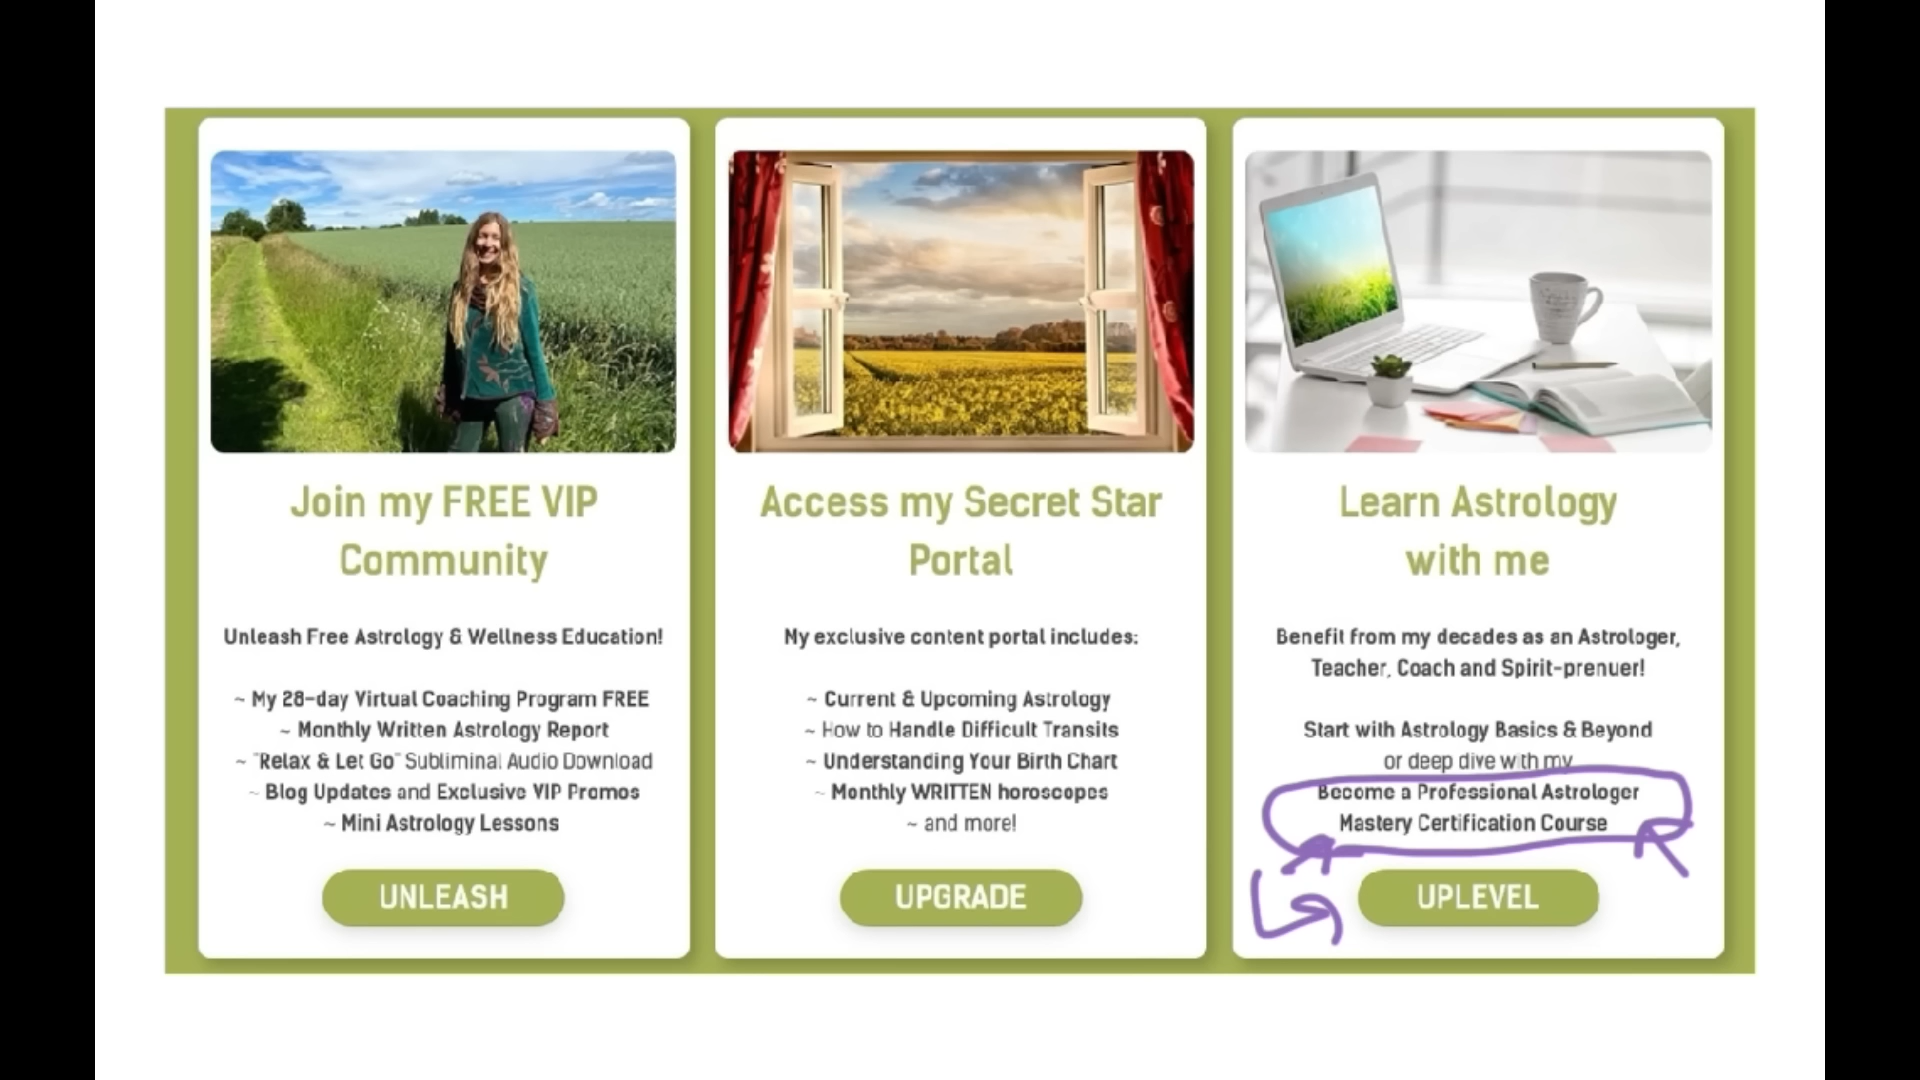 Join my FREE VIP
Community
Unleash Free Astrology & Wellness Education!
~ My 28-day Virtual Coaching Program FREE
~ Monthly Written Astrology Report
~ "Relax & Let Go" Subliminal Audio Download
~ Blog Updates and Exclusive VIP Promos
~ Mini Astrology Lessons
UNLEASH
Access my Secret Star
Portal
My exclusive content portal includes:
~ Current & Upcoming Astrology
~ How to Handle Difficult Transits
~ Understanding Your Birth Chart
~ Monthly WRITTEN horoscopes
~ and more!
UPGRADE
Learn Astrology
with me
Benefit from my decades as an Astrologer,
Teacher, Coach and Spirit-prenuer!
Start with Astrology Basics & Beyond
or deep dive with my
Become a Professional Astrologer
Mastery Certification Course
UPLEVEL